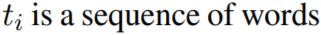 t_i is a sequence of words